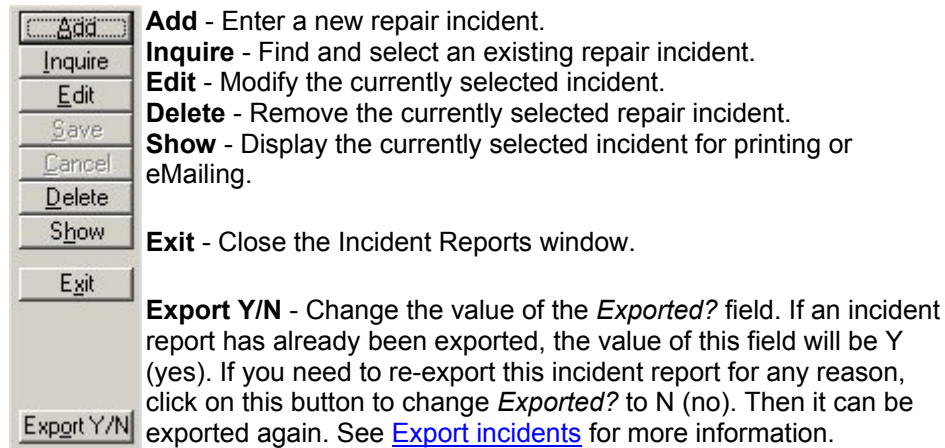 Add
Inquire
Edit
Save
Cancel
Delete
Show
Exit
Export Y/N
Add - Enter a new repair incident.
Inquire - Find and select an existing repair incident.
Edit - Modify the currently selected incident.
Delete - Remove the currently selected repair incident.
Show - Display the currently selected incident for printing or
eMailing.
Exit - Close the Incident Reports window.
Export Y/N - Change the value of the Exported? field. If an incident
report has already been exported, the value of this field will be Y
(yes). If you need to re-export this incident report for any reason,
click on this button to change Exported? to N (no). Then it can be
exported again. See Export incidents for more information.